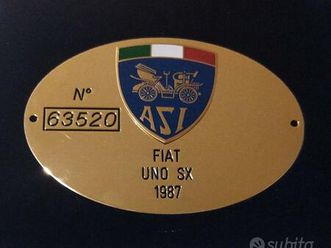 N°
63520
ASI
FIAT
UNO SX
1987
subito